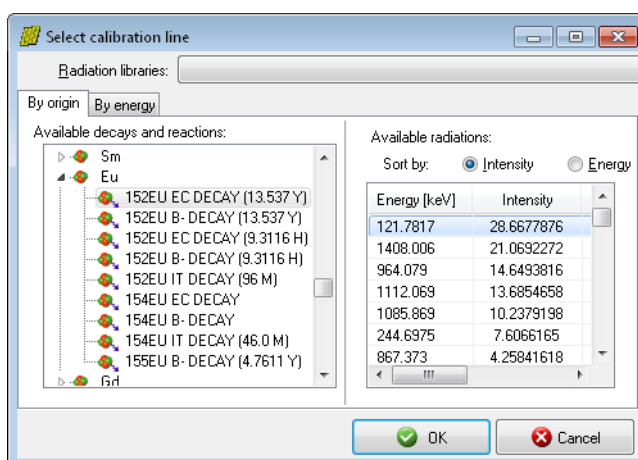 Select calibration line
Radiation libraries:
By origin By energy
Available decays and reactions:
Sm
Eu
152EU EC DECAY (13.537 Y)
152EU B- DECAY (13.537 Y)
152EU EC DECAY (9.3116 H)
152EU B- DECAY (9.3116 H)
152EU IT DECAY (96 M)
154EU EC DECAY
154EU B- DECAY
154EU IT DECAY (46.0 M)
155EU B- DECAY (4.7611 Y)
Gd
Available radiations:
Sort by: Intensity Energy
Energy [keV] Intensity
121.7817 28.6677876
1408.006 21.0692272
964.079 14.6493816
1112.069 13.6854658
1085.869 10.2379198
244.6975 7.6066165
867.373 4.25841618
OK Cancel